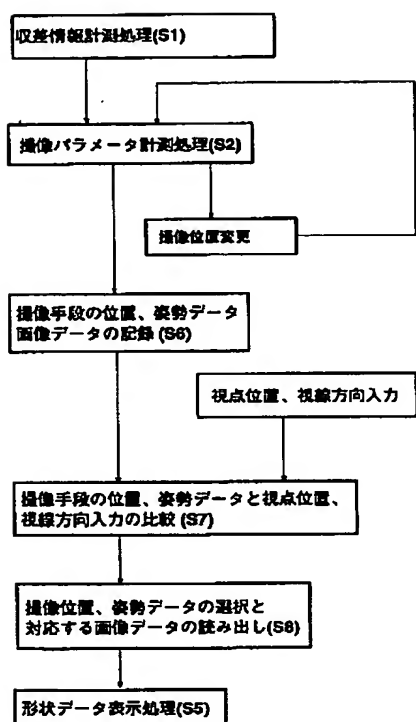 収差情報計測処理(S1)
撮像パラメータ計測処理(S2)
撮像位置変更
撮像手段の位置、姿勢データ
画像データの記録 (S6)
視点位置、視線方向入力
撮像手段の位置、姿勢データと視点位置、
視線方向入力の比較 (S7)
撮像位置、姿勢データの選択と
対応する画像データの読み出し(S8)
形状データ表示処理(S5)